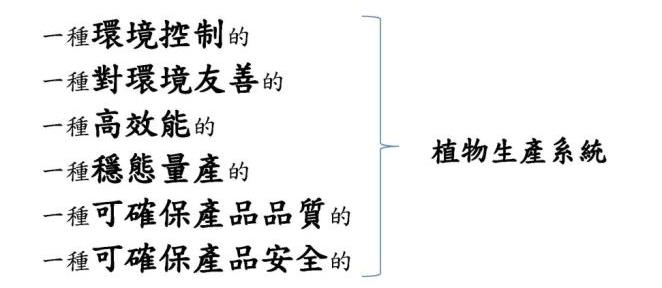 一種環境控制的
一種對環境友善的
一種高效能的
一種穩態量產的
一種可確保產品品質的
一種可確保產品安全的
植物生產系統